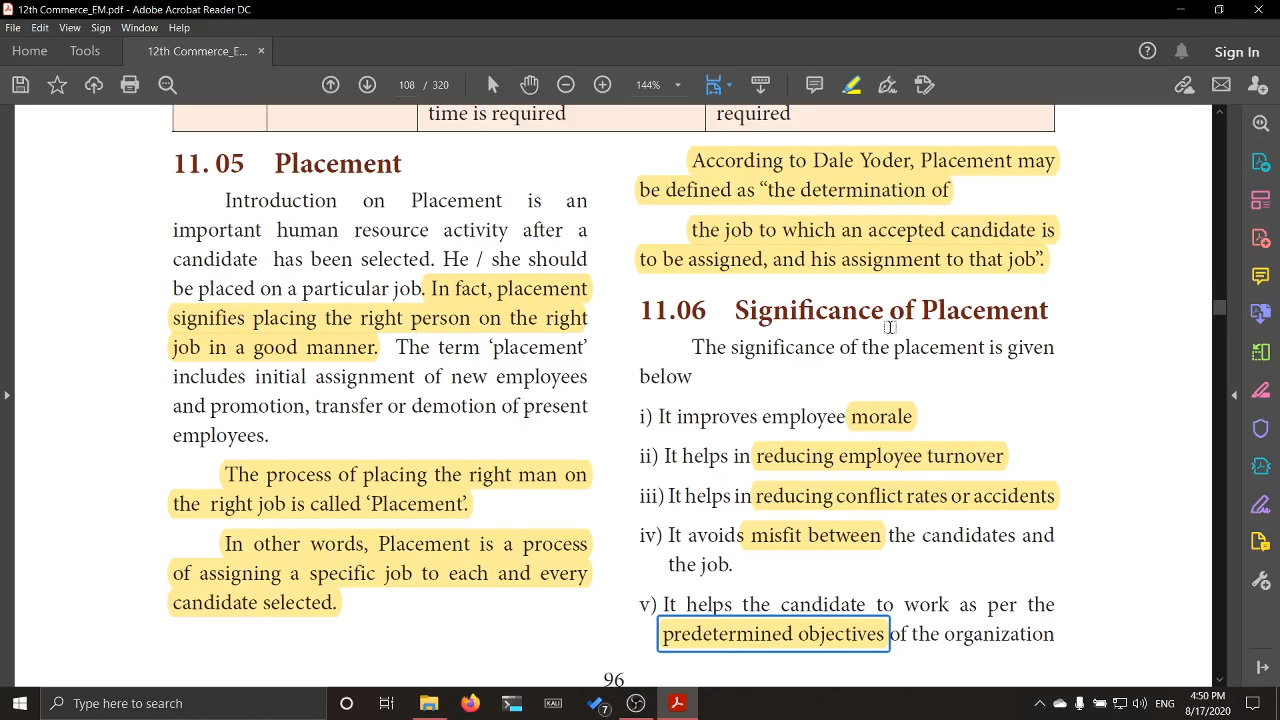 12th Commerce_EM.pdf - Adobe Acrobat Reader DC
File Edit View Sign Window Help
Home Tools 12th Commerce_E... × Sign In
108 / 320 144%
time is required required
11. 05 Placement
Introduction on Placement is an
important human resource activity after a
candidate has been selected. He / she should
be placed on a particular job. In fact, placement
signifies placing the right person on the right
job in a good manner. The term ‘placement’
includes initial assignment of new employees
and promotion, transfer or demotion of present
employees.
The process of placing the right man on
the right job is called ‘Placement’.
In other words, Placement is a process
of assigning a specific job to each and every
candidate selected.
According to Dale Yoder, Placement may
be defined as “the determination of
the job to which an accepted candidate is
to be assigned, and his assignment to that job”.
11.06 Significance of Placement
The significance of the placement is given
below
i) It improves employee morale
ii) It helps in reducing employee turnover
iii) It helps in reducing conflict rates or accidents
iv) It avoids misfit between the candidates and
the job.
v) It helps the candidate to work as per the
predetermined objectives of the organization
96
Type here to search
KALI
7
ENG
4:50 PM
8/17/2020